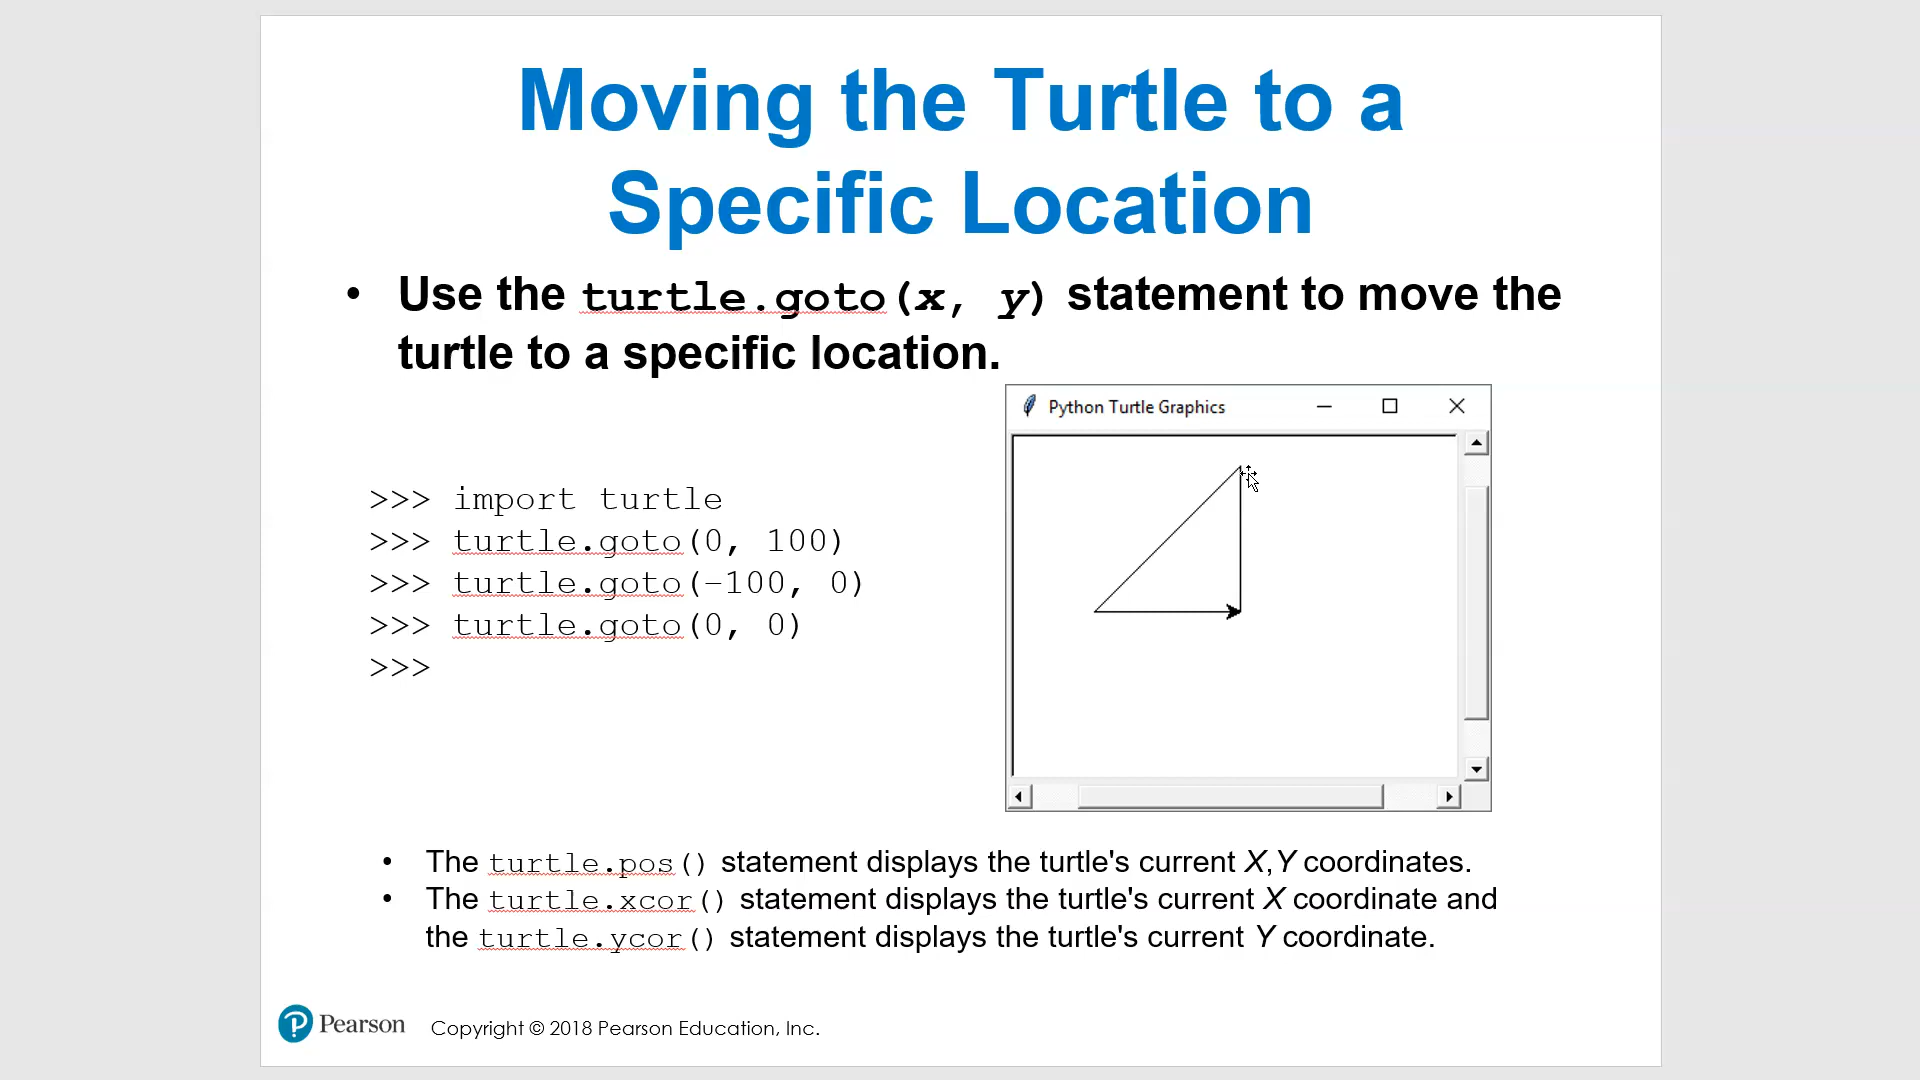 Moving the Turtle to a
Specific Location
• Use the turtle.goto(x, y) statement to move the
turtle to a specific location.
Python Turtle Graphics
>>> import turtle
>>> turtle.goto(0, 100)
>>> turtle.goto(-100, 0)
>>> turtle.goto(0, 0)
>>>
• The turtle.pos() statement displays the turtle's current X,Y coordinates.
• The turtle.xcor() statement displays the turtle's current X coordinate and
the turtle.ycor() statement displays the turtle's current Y coordinate.
P Pearson Copyright © 2018 Pearson Education, Inc.